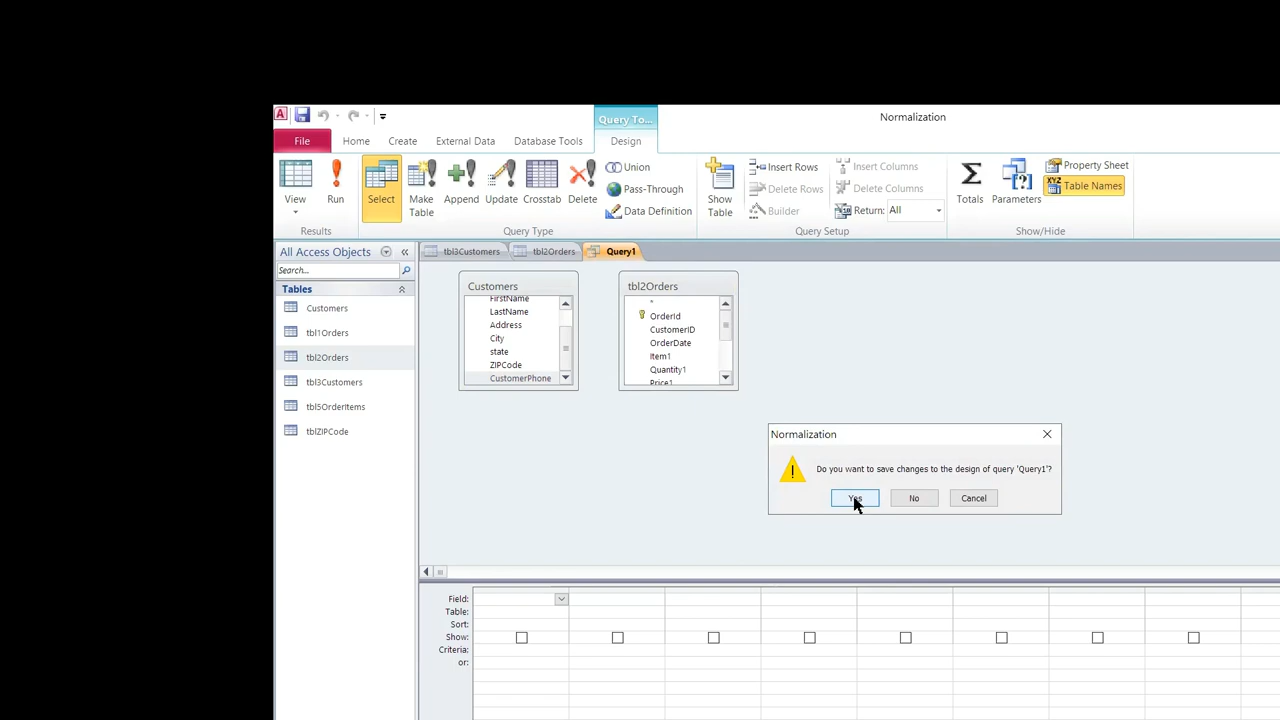 A
Query To...
Normalization
File Home Create External Data Database Tools Design
View
Run
Select
Make Table
Append
Update
Crosstab
Delete
Union
Pass-Through
Data Definition
Show Table
Insert Rows
Delete Rows
Builder
Insert Columns
Delete Columns
Return: All
Σ
Totals
Parameters
Property Sheet
XYZ Table Names
Results
Query Type
Query Setup
Show/Hide
All Access Objects
Search...
Tables
Customers
tbl1Orders
tbl2Orders
tbl3Customers
tbl5OrderItems
tblZIPCode
tbl3Customers tbl2Orders Query1
Customers
FirstName
LastName
Address
City
state
ZIPCode
CustomerPhone
tbl2Orders
*
OrderId
CustomerID
OrderDate
Item1
Quantity1
Price1
Normalization
Do you want to save changes to the design of query 'Query1'?
Yes No Cancel
Field:
Table:
Sort:
Show:
Criteria:
or: